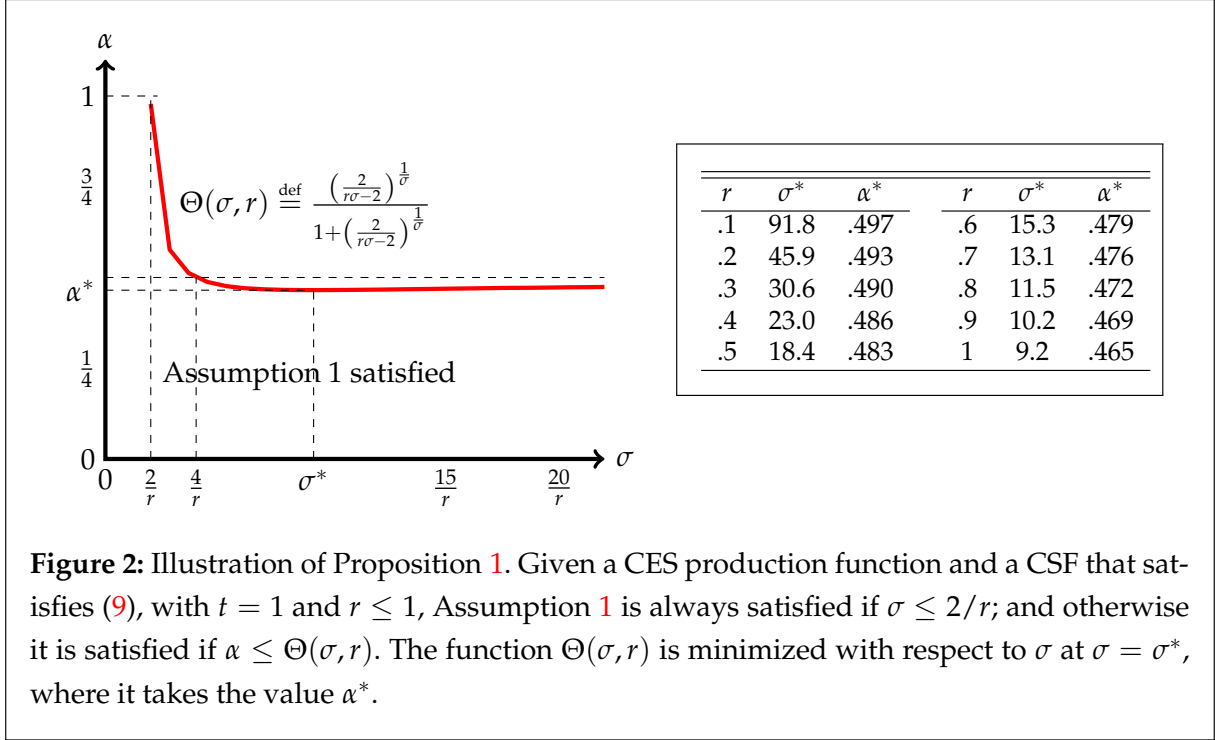 α
1
3/4
Θ(σ, r) def= (2/(rσ−2))^(1/σ) / (1+(2/(rσ−2))^(1/σ))
α*
1/4
Assumption 1 satisfied
0
0 2/r 4/r σ* 15/r 20/r σ
r σ* α* r σ* α*
.1 91.8 .497 .6 15.3 .479
.2 45.9 .493 .7 13.1 .476
.3 30.6 .490 .8 11.5 .472
.4 23.0 .486 .9 10.2 .469
.5 18.4 .483 1 9.2 .465
Figure 2: Illustration of Proposition 1. Given a CES production function and a CSF that sat-
isfies (9), with t = 1 and r ≤ 1, Assumption 1 is always satisfied if σ ≤ 2/r; and otherwise
it is satisfied if α ≤ Θ(σ, r). The function Θ(σ, r) is minimized with respect to σ at σ = σ*,
where it takes the value α*.